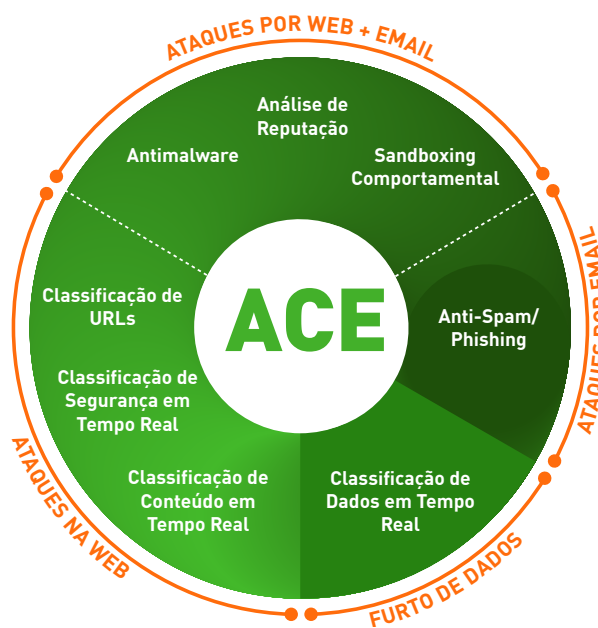 ATAQUES POR WEB + EMAIL
Análise de
Reputação
Antimalware
Sandboxing
Comportamental
Classificação de
URLs
ACE
Anti-Spam/
Phishing
ATAQUES POR EMAIL
Classificação de
Segurança em
Tempo Real
Classificação de
Conteúdo em
Tempo Real
Classificação de
Dados em Tempo
Real
ATAQUES NA WEB
FURTO DE DADOS